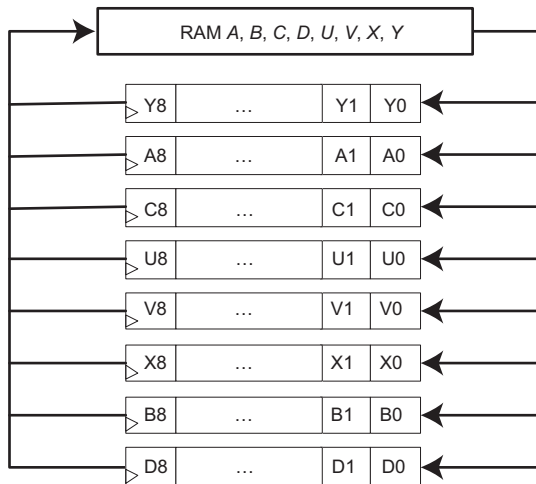 RAM A, B, C, D, U, V, X, Y
Y8 ... Y1 Y0
A8 ... A1 A0
C8 ... C1 C0
U8 ... U1 U0
V8 ... V1 V0
X8 ... X1 X0
B8 ... B1 B0
D8 ... D1 D0